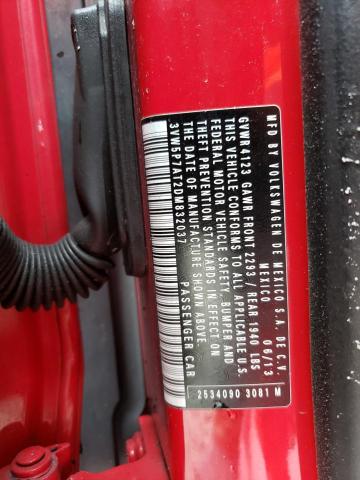 MFD BY VOLKSWAGEN DE MEXICO S.A. DE C.V.
MEXICO 06/13
GVWR 4123 GAWR FRONT 2293 / REAR 1940 LBS
THIS VEHICLE CONFORMS TO ALL APPLICABLE U.S.
FEDERAL MOTOR VEHICLE SAFETY, BUMPER AND
THEFT PREVENTION STANDARDS IN EFFECT ON
THE DATE OF MANUFACTURE SHOWN ABOVE.
3VW5P7AT2DM832037
PASSENGER CAR
2534090 3081 M